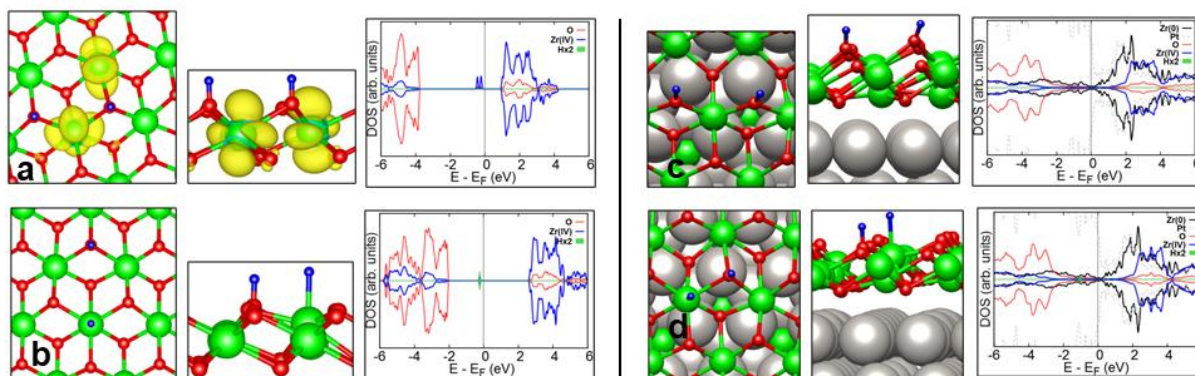 a
DOS (arb. units)
O
Zr(IV)
Hx2
-6 -4 -2 0 2 4 6
E - E_F (eV)
b
DOS (arb. units)
O
Zr(IV)
Hx2
-6 -4 -2 0 2 4 6
E - E_F (eV)
c
DOS (arb. units)
Zr(0)
Pt
O
Zr(IV)
Hx2
-6 -4 -2 0 2 4 6
E - E_F (eV)
d
DOS (arb. units)
Zr(0)
Pt
O
Zr(IV)
Hx2
-6 -4 -2 0 2 4 6
E - E_F (eV)